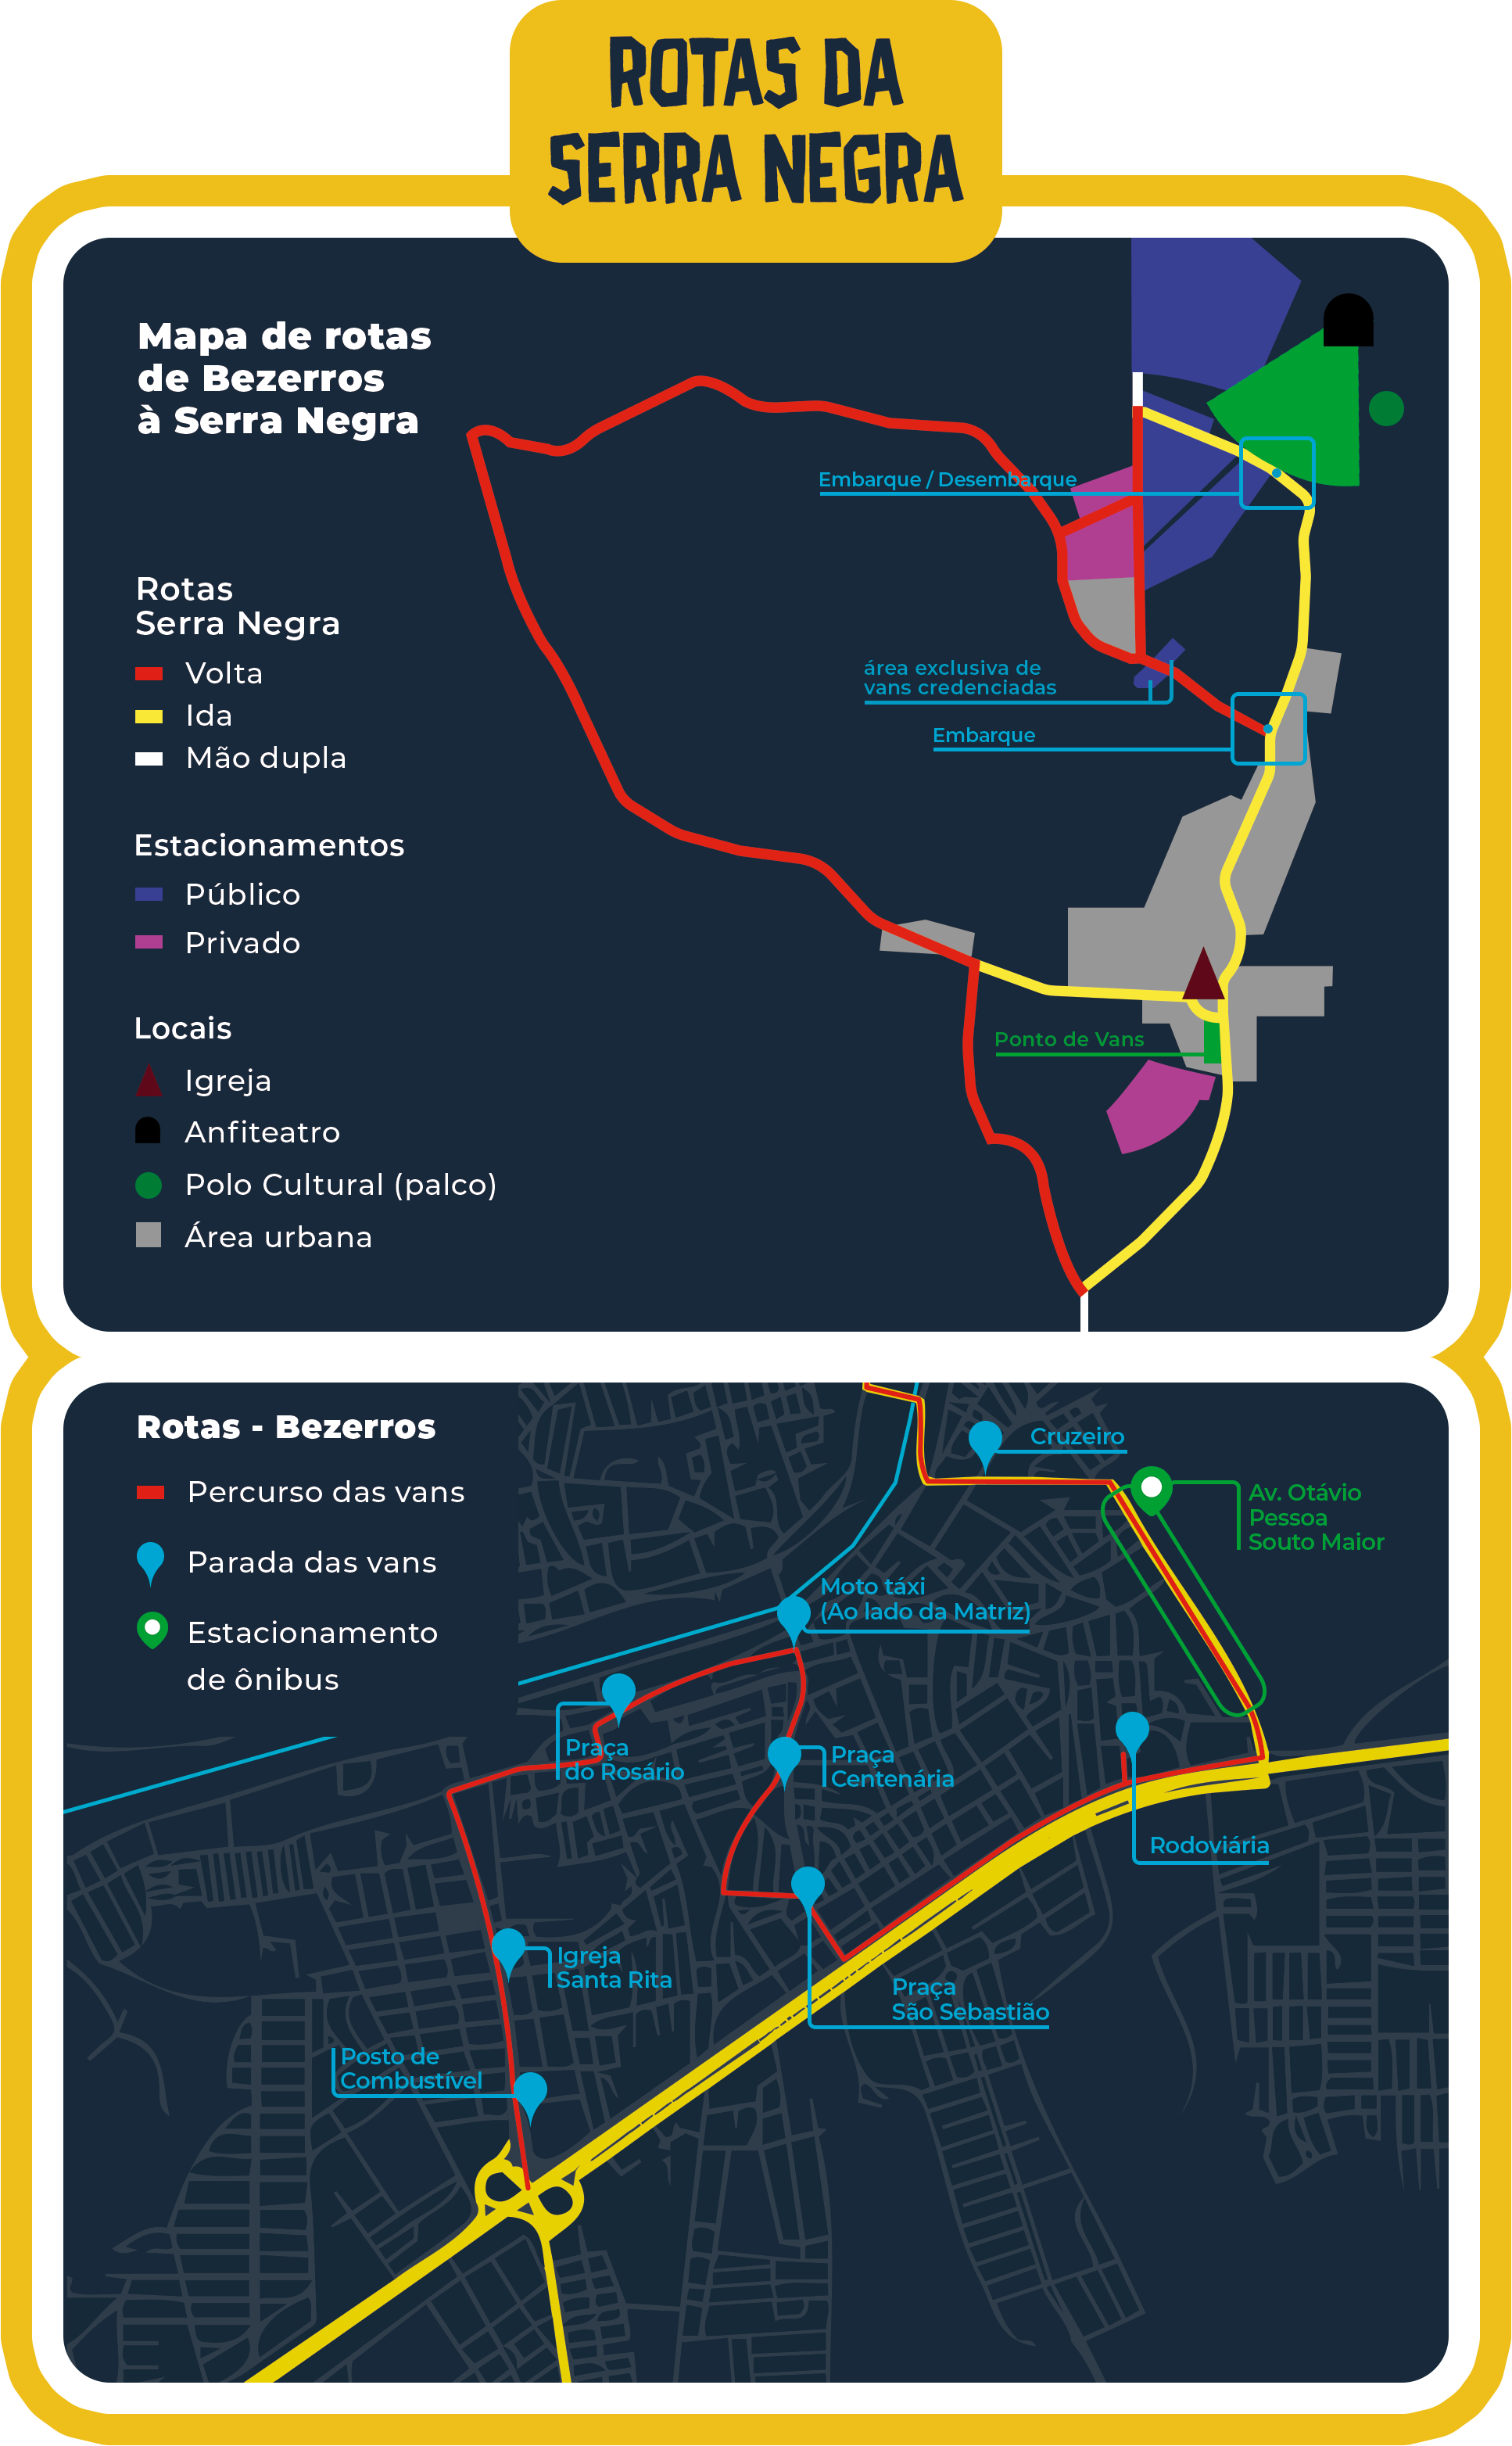 ROTAS DA
SERRA NEGRA
Mapa de rotas
de Bezerros
à Serra Negra
Rotas
Serra Negra
Volta
Ida
Mão dupla
Estacionamentos
Público
Privado
Locais
Igreja
Anfiteatro
Polo Cultural (palco)
Área urbana
Embarque / Desembarque
área exclusiva de
vans credenciadas
Embarque
Ponto de Vans
Rotas - Bezerros
Percurso das vans
Parada das vans
Estacionamento
de ônibus
Cruzeiro
Av. Otávio
Pessoa
Souto Maior
Moto táxi
(Ao lado da Matriz)
Praça
do Rosário
Praça
Centenária
Rodoviária
Igreja
Santa Rita
Praça
São Sebastião
Posto de
Combustível